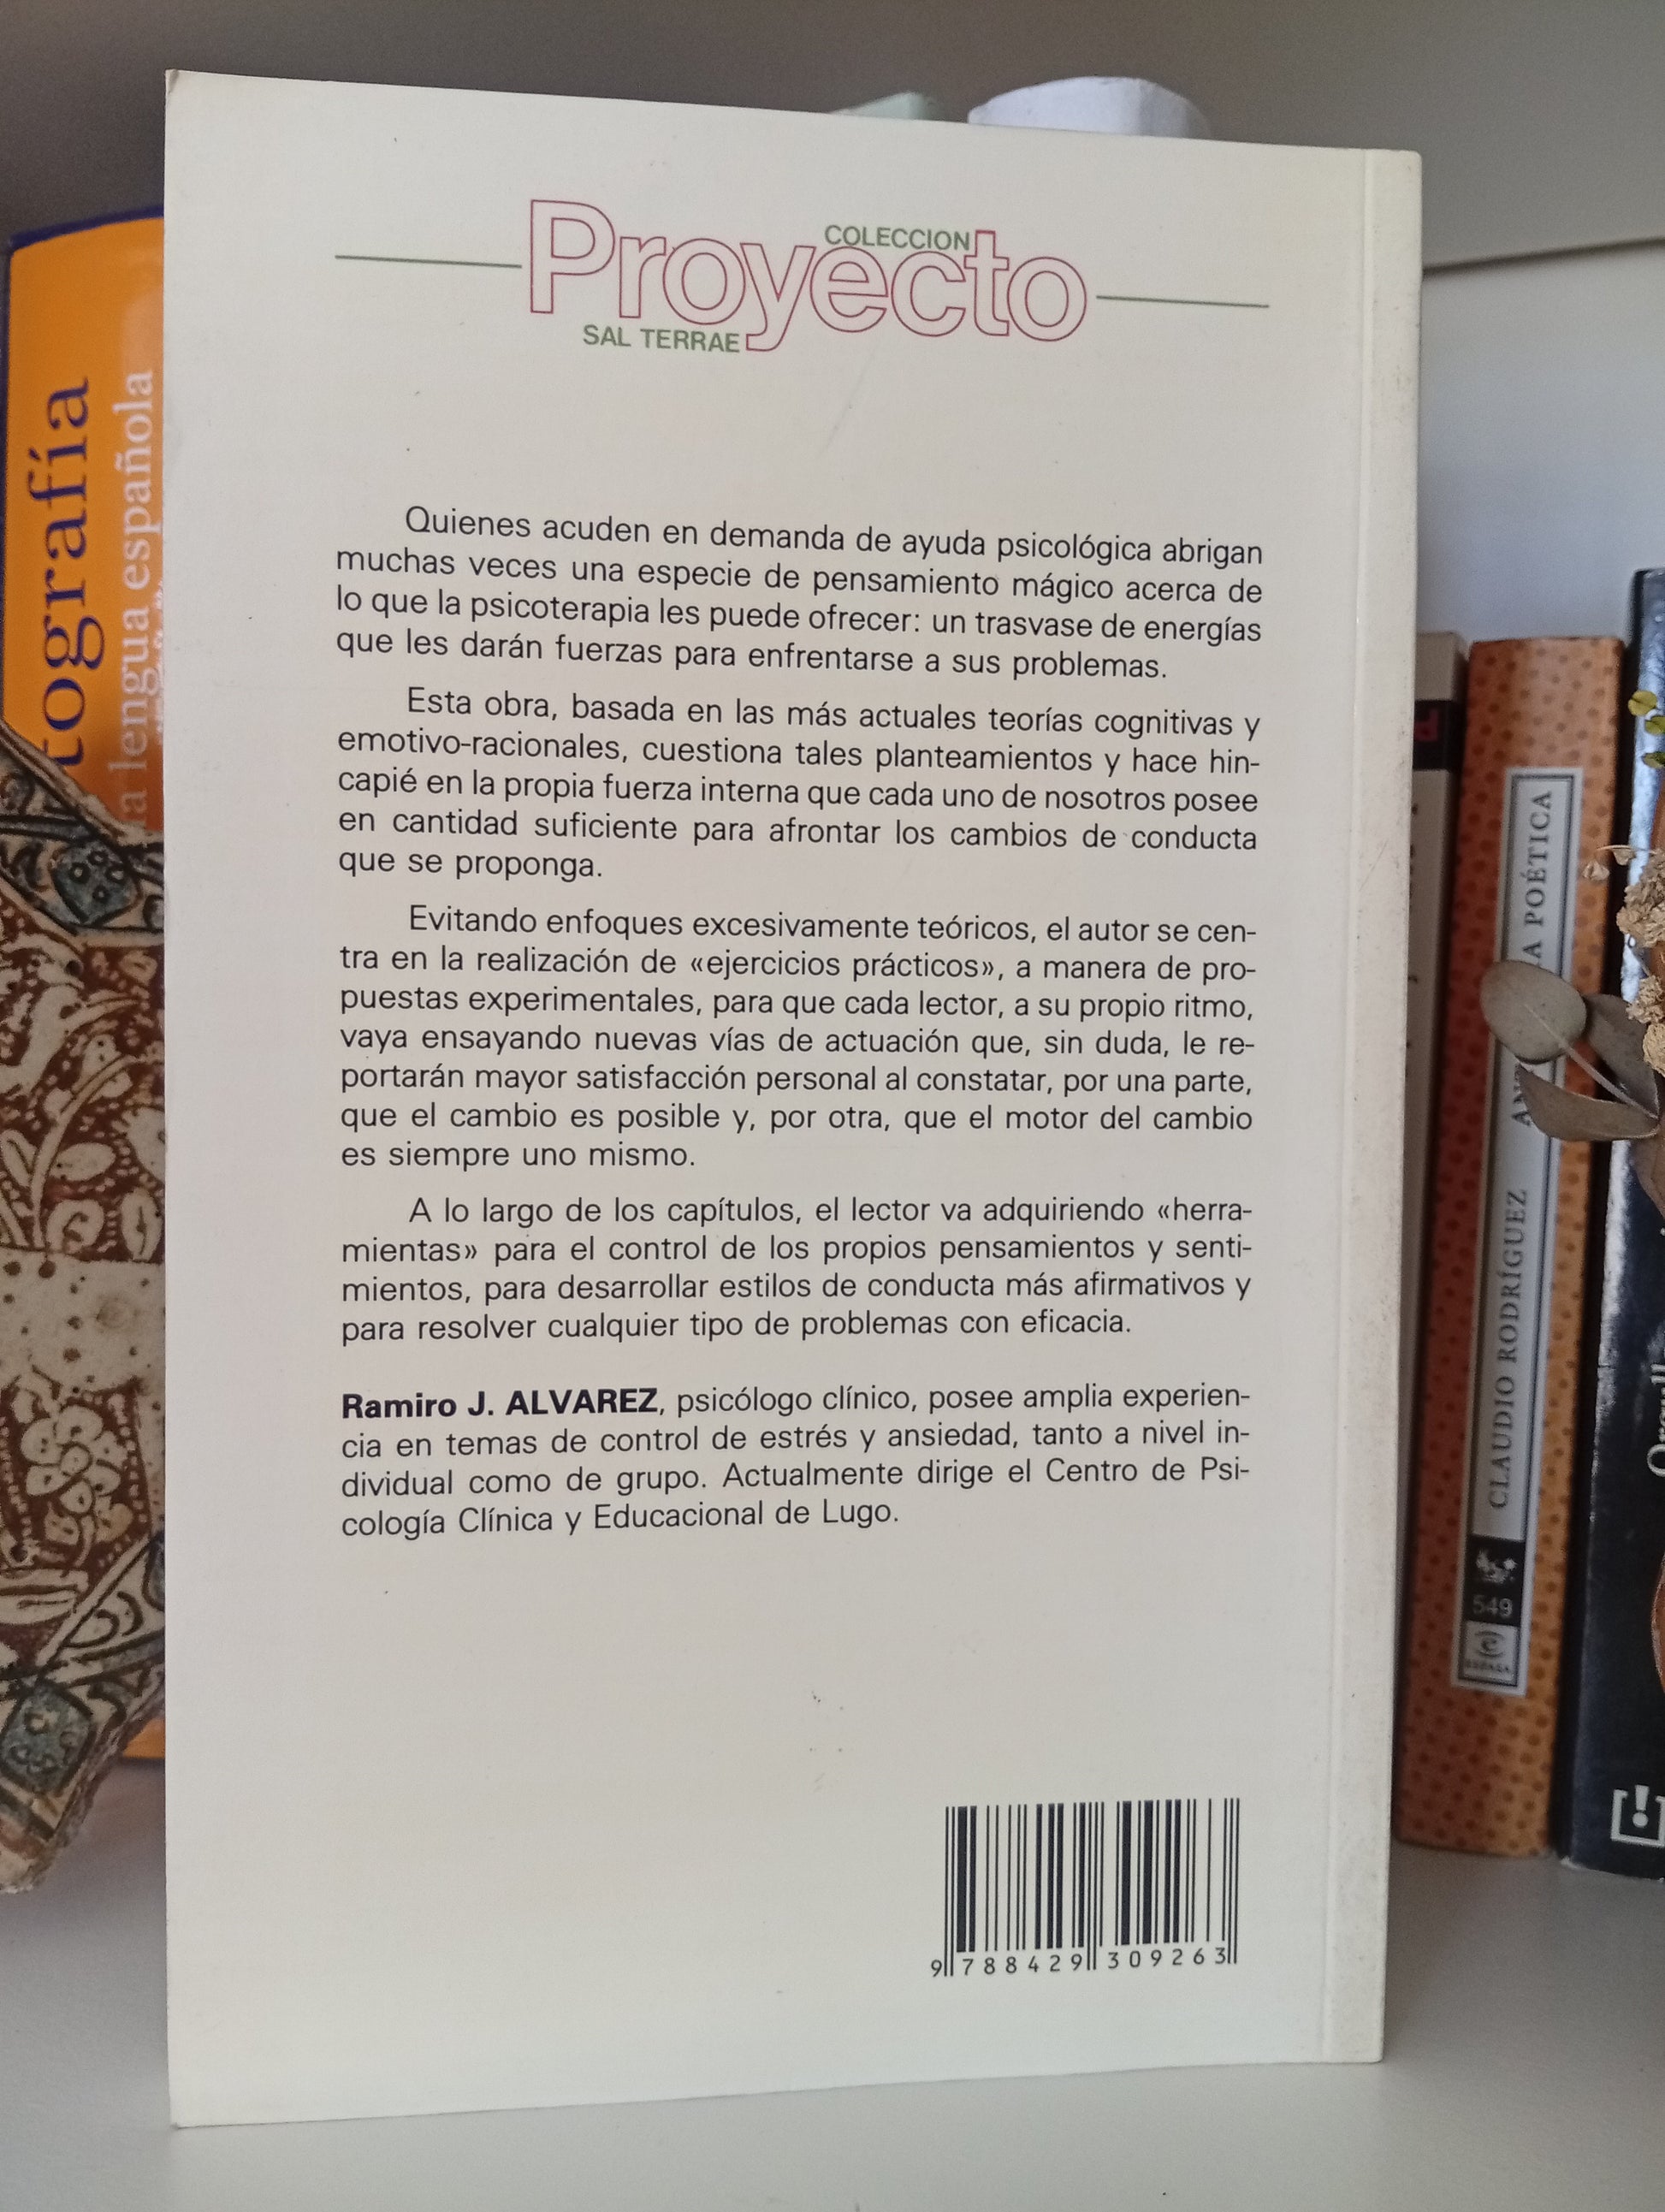 COLECCION
Proyecto
SAL TERRAE
Quienes acuden en demanda de ayuda psicológica abrigan
muchas veces una especie de pensamiento mágico acerca de
lo que la psicoterapia les puede ofrecer: un trasvase de energías
que les darán fuerzas para enfrentarse a sus problemas.
Esta obra, basada en las más actuales teorías cognitivas y
emotivo-racionales, cuestiona tales planteamientos y hace hin-
capié en la propia fuerza interna que cada uno de nosotros posee
en cantidad suficiente para afrontar los cambios de conducta
que se proponga.
Evitando enfoques excesivamente teóricos, el autor se cen-
tra en la realización de «ejercicios prácticos», a manera de pro-
puestas experimentales, para que cada lector, a su propio ritmo,
vaya ensayando nuevas vías de actuación que, sin duda, le re-
portarán mayor satisfacción personal al constatar, por una parte,
que el cambio es posible y, por otra, que el motor del cambio
es siempre uno mismo.
A lo largo de los capítulos, el lector va adquiriendo «herra-
mientas» para el control de los propios pensamientos y senti-
mientos, para desarrollar estilos de conducta más afirmativos y
para resolver cualquier tipo de problemas con eficacia.
Ramiro J. ALVAREZ, psicólogo clínico, posee amplia experien-
cia en temas de control de estrés y ansiedad, tanto a nivel in-
dividual como de grupo. Actualmente dirige el Centro de Psi-
cología Clínica y Educacional de Lugo.
9 788429 309263
tografía
la lengua española
CLAUDIO RODRÍGUEZ
POÉTICA
549
ESPASA